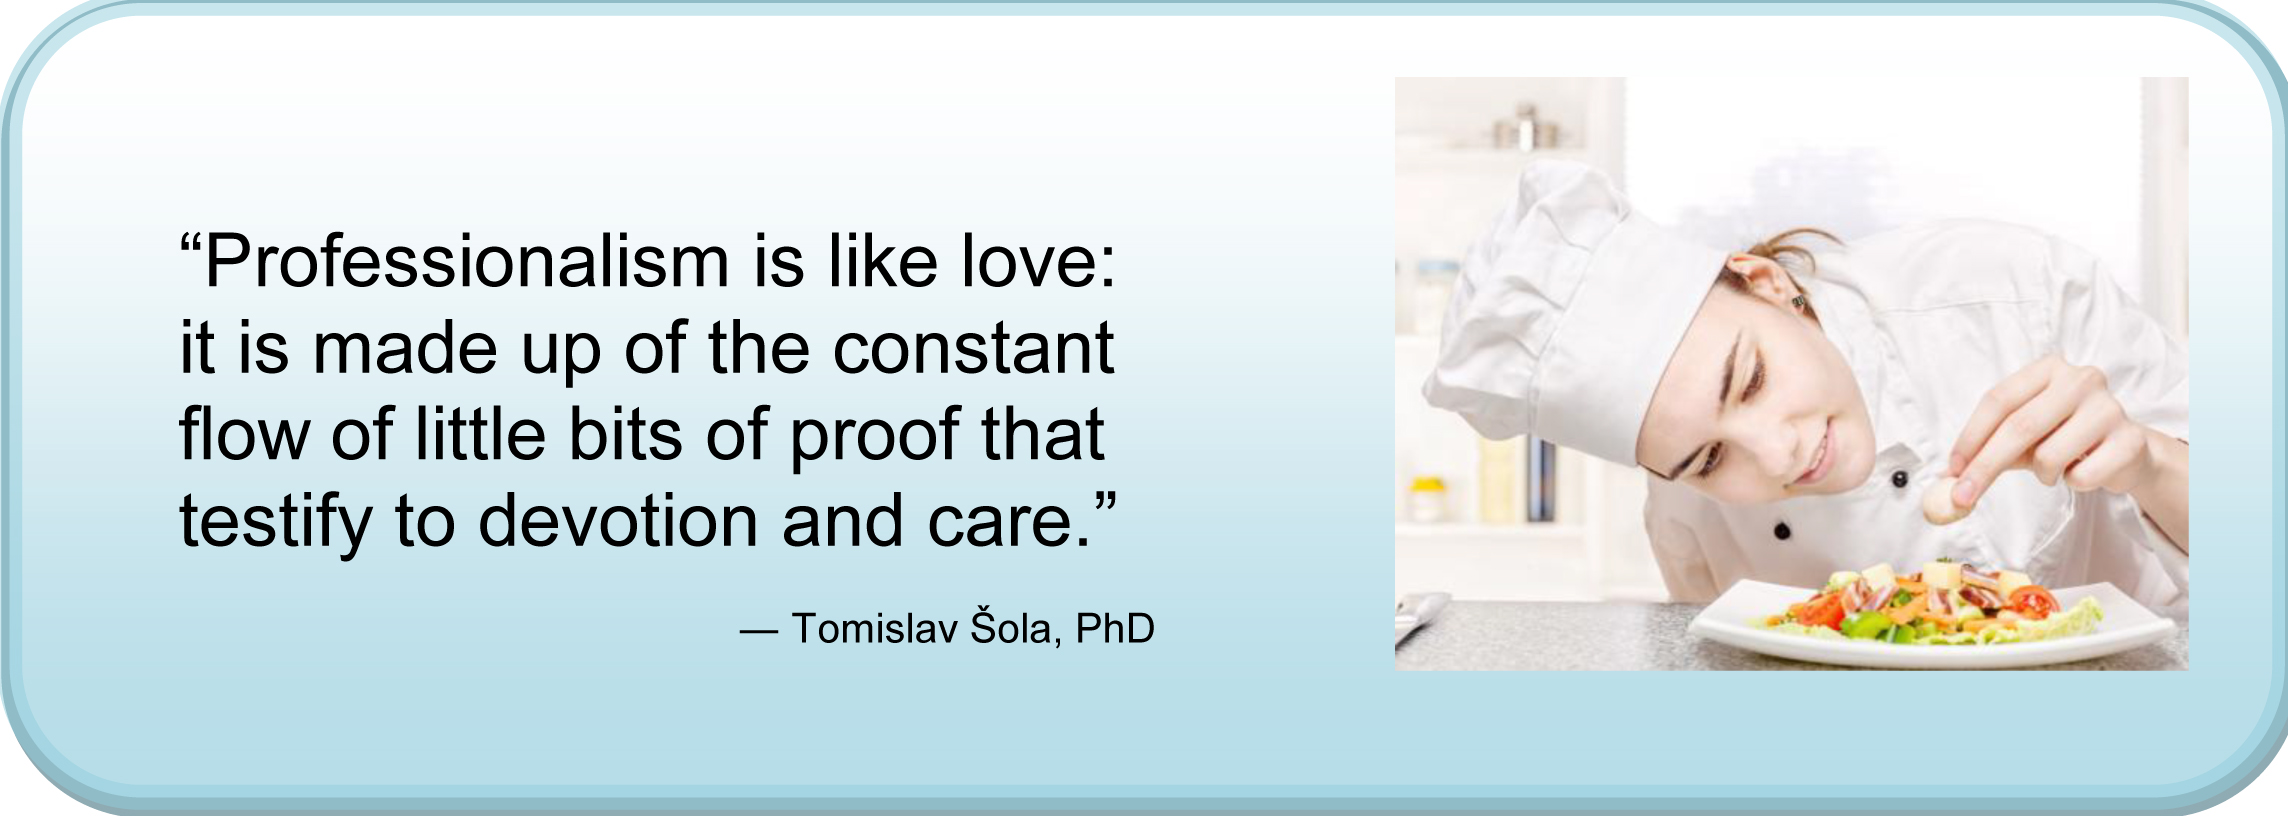 “Professionalism is like love:
it is made up of the constant
flow of little bits of proof that
testify to devotion and care.”
— Tomislav Šola, PhD